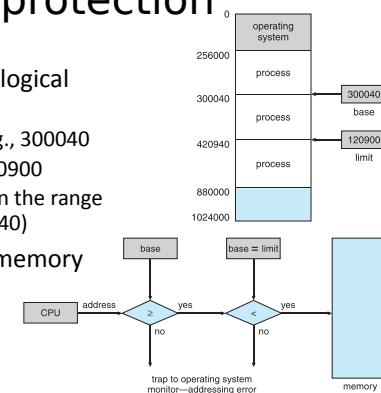 protection
logical
g., 300040
0900
n the range
40)
memory
0
operating
system
256000
process
300040
300040
base
process
420940
120900
limit
process
880000
1024000
base
base = limit
CPU
address
≥
yes
<
yes
no
no
trap to operating system
monitor—addressing error
memory